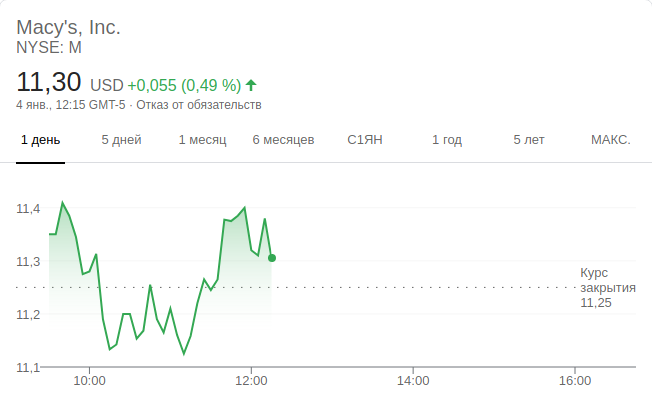 Macy's, Inc.
NYSE: M
11,30 USD +0,055 (0,49 %)
4 янв., 12:15 GMT-5 · Отказ от обязательств
1 день 5 дней 1 месяц 6 месяцев С1ЯН 1 год 5 лет МАКС.
11,4
11,3
Курс
закрытия
11,25
11,2
11,1
10:00 12:00 14:00 16:00